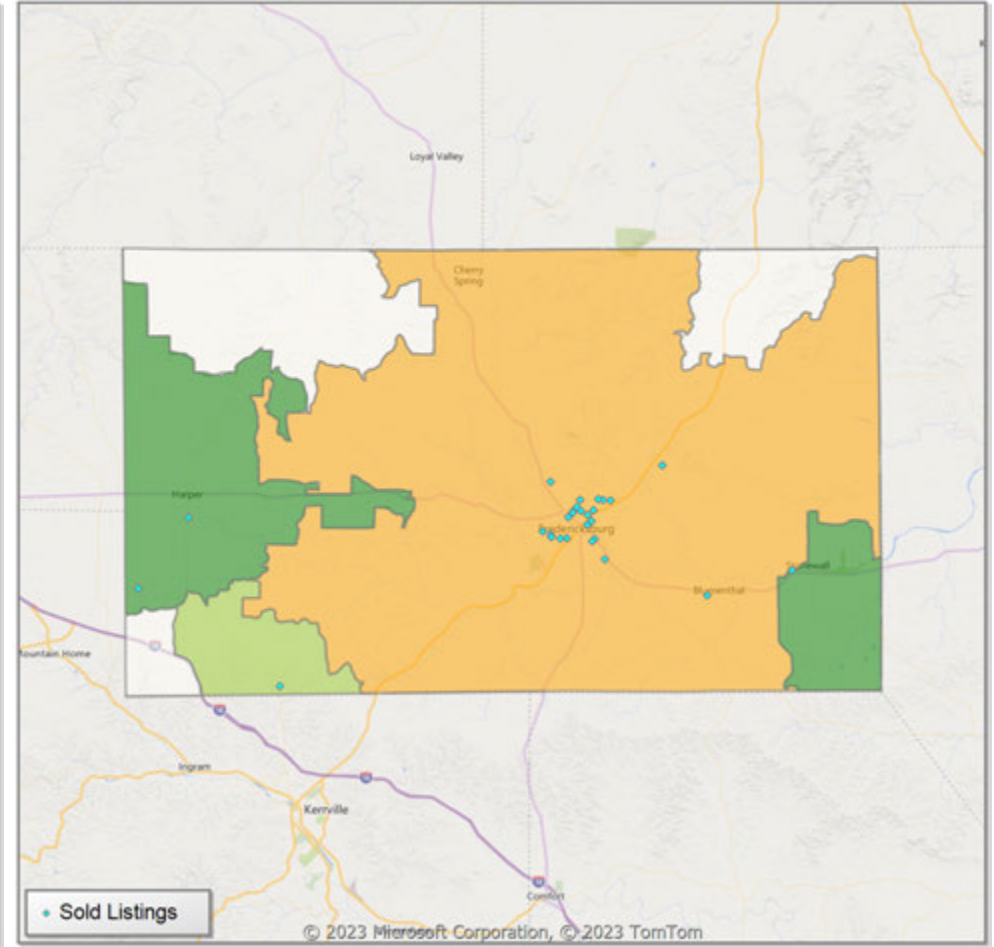 Loyal Valley
Cherry
Spring
Harper
Fredericksburg
Blumenthal
Mountain Home
Ingram
Kerrville
Comfort
Sold Listings
© 2023 Microsoft Corporation, © 2023 TomTom